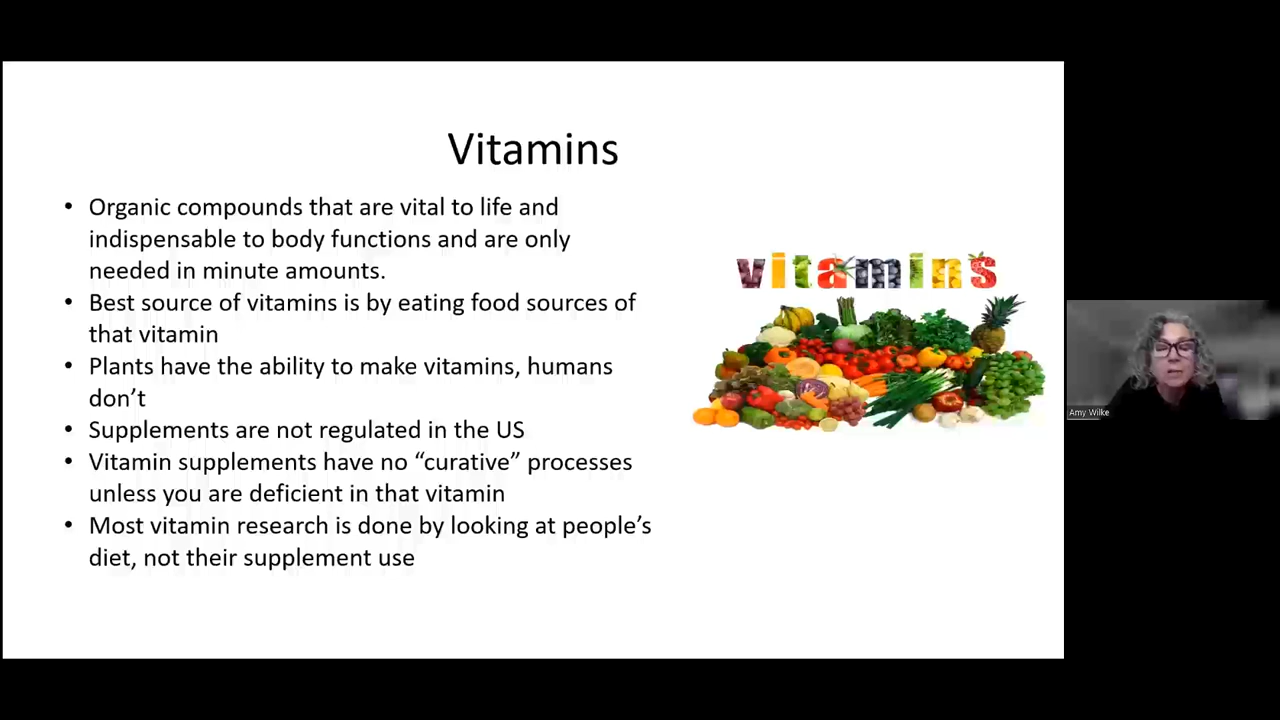 Vitamins
• Organic compounds that are vital to life and
indispensable to body functions and are only
needed in minute amounts.
• Best source of vitamins is by eating food sources of
that vitamin
• Plants have the ability to make vitamins, humans
don’t
• Supplements are not regulated in the US
• Vitamin supplements have no “curative” processes
unless you are deficient in that vitamin
• Most vitamin research is done by looking at people’s
diet, not their supplement use
vitamins
Amy Wilke